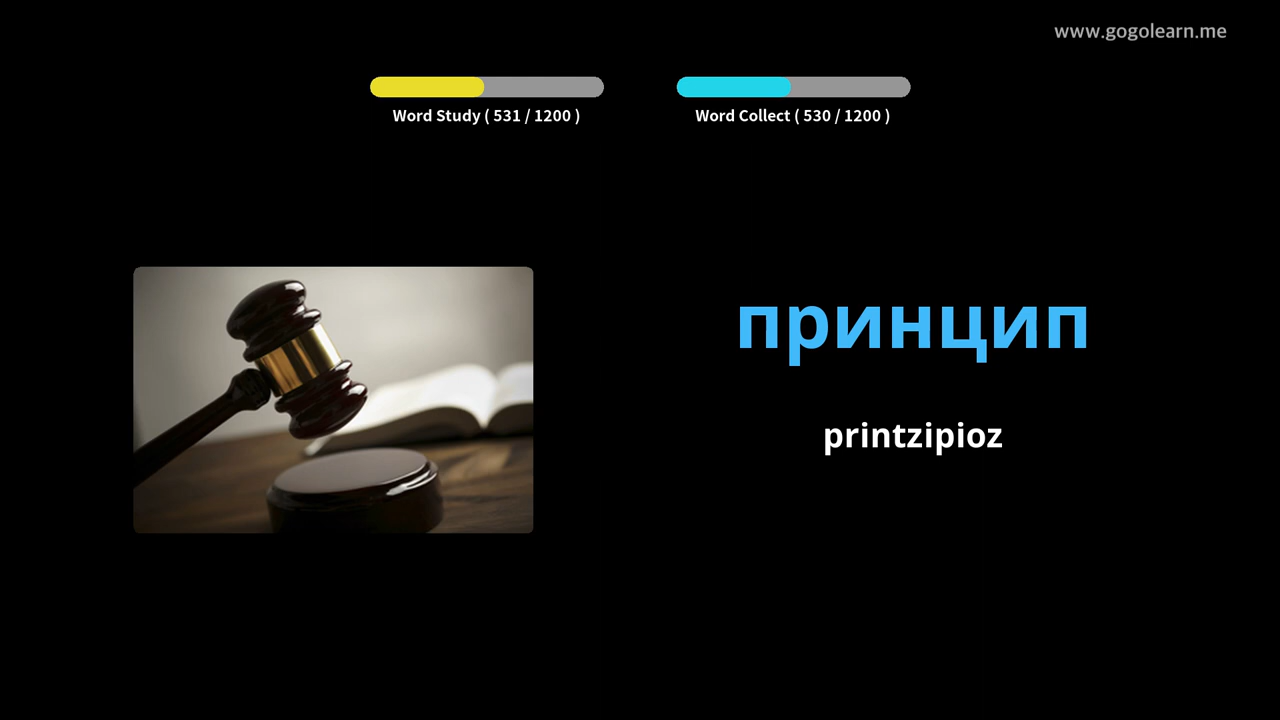 www.gogolearn.me
Word Study ( 531 / 1200 )
Word Collect ( 530 / 1200 )
принцип
printzipioz